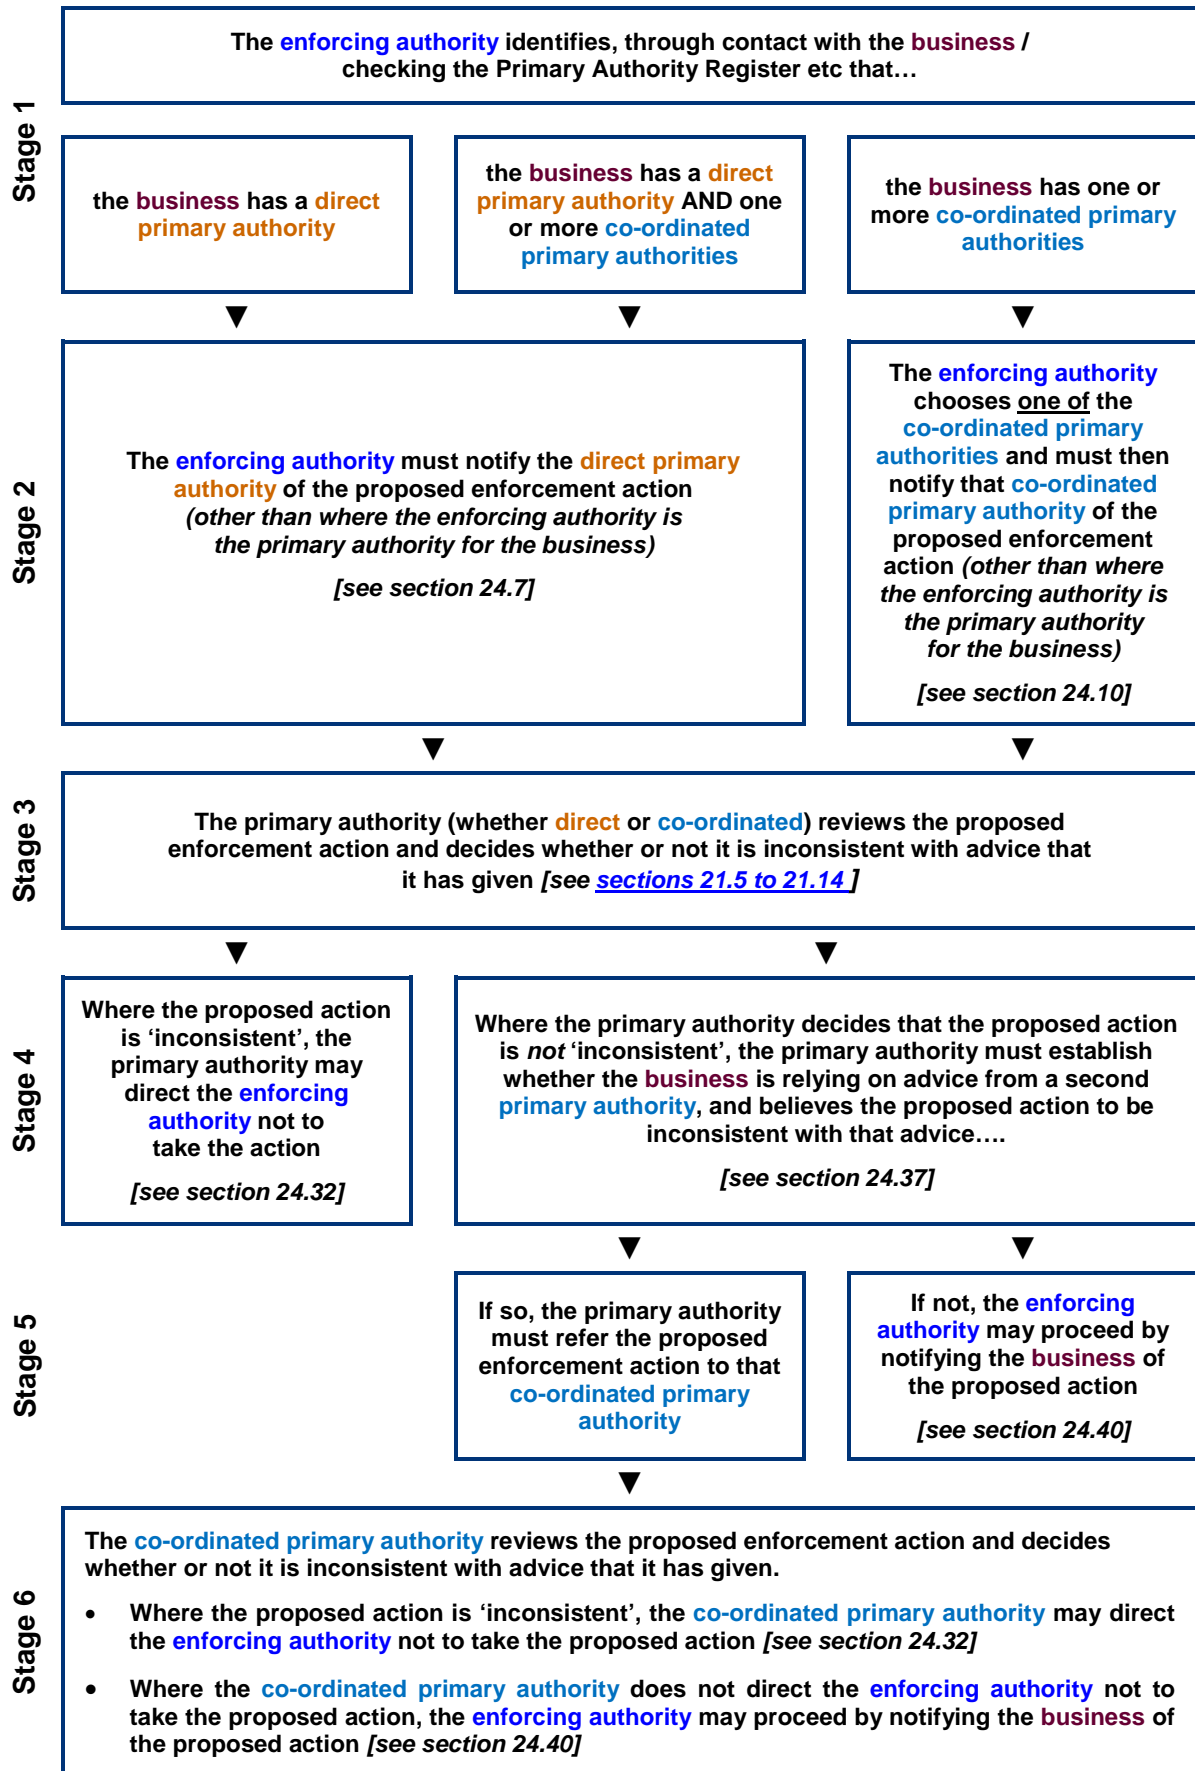 Stage 1
The enforcing authority identifies, through contact with the business /
checking the Primary Authority Register etc that…
the business has a direct
primary authority
the business has a direct
primary authority AND one
or more co-ordinated
primary authorities
the business has one or
more co-ordinated primary
authorities
▼
▼
▼
Stage 2
The enforcing authority must notify the direct primary
authority of the proposed enforcement action
(other than where the enforcing authority is
the primary authority for the business)
[see section 24.7]
The enforcing authority
chooses one of the
co-ordinated primary
authorities and must then
notify that co-ordinated
primary authority of the
proposed enforcement
action (other than where
the enforcing authority is
the primary authority
for the business)
[see section 24.10]
▼
▼
Stage 3
The primary authority (whether direct or co-ordinated) reviews the proposed
enforcement action and decides whether or not it is inconsistent with advice that
it has given [see sections 21.5 to 21.14 ]
▼
▼
Stage 4
Where the proposed action
is ‘inconsistent’, the
primary authority may
direct the enforcing
authority not to
take the action
[see section 24.32]
Where the primary authority decides that the proposed action
is not ‘inconsistent’, the primary authority must establish
whether the business is relying on advice from a second
primary authority, and believes the proposed action to be
inconsistent with that advice….
[see section 24.37]
▼
▼
Stage 5
If so, the primary authority
must refer the proposed
enforcement action to that
co-ordinated primary
authority
If not, the enforcing
authority may proceed by
notifying the business of
the proposed action
[see section 24.40]
▼
Stage 6
The co-ordinated primary authority reviews the proposed enforcement action and decides
whether or not it is inconsistent with advice that it has given.
• Where the proposed action is ‘inconsistent’, the co-ordinated primary authority may direct
the enforcing authority not to take the proposed action [see section 24.32]
• Where the co-ordinated primary authority does not direct the enforcing authority not to
take the proposed action, the enforcing authority may proceed by notifying the business of
the proposed action [see section 24.40]